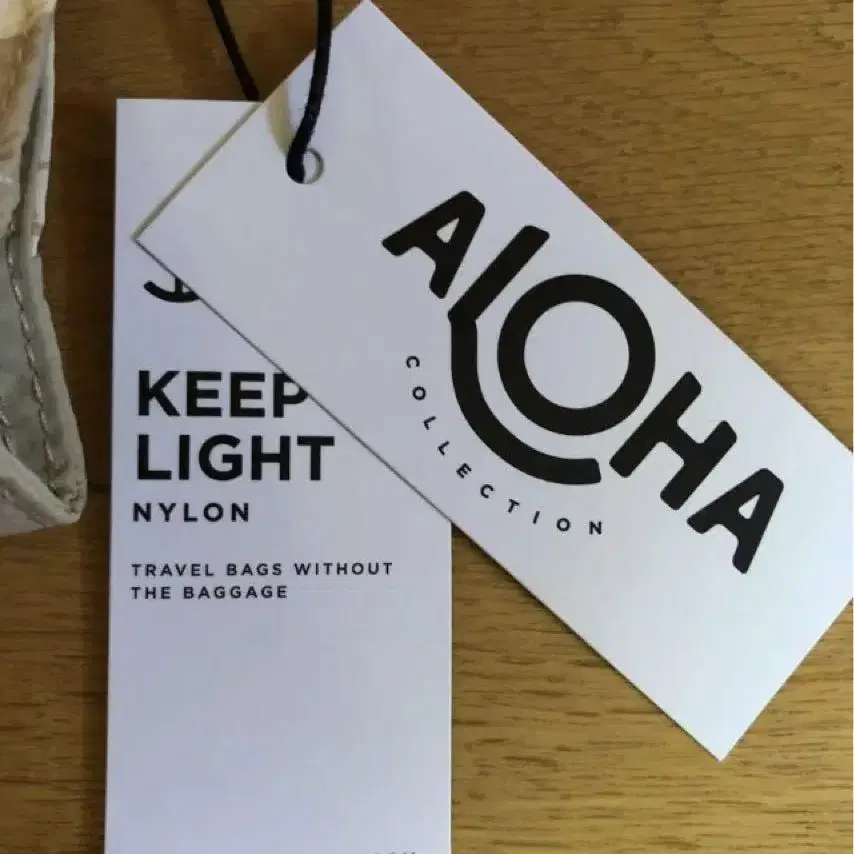 ALOHA
COLLECTION
KEEP
LIGHT
NYLON
TRAVEL BAGS WITHOUT
THE BAGGAGE